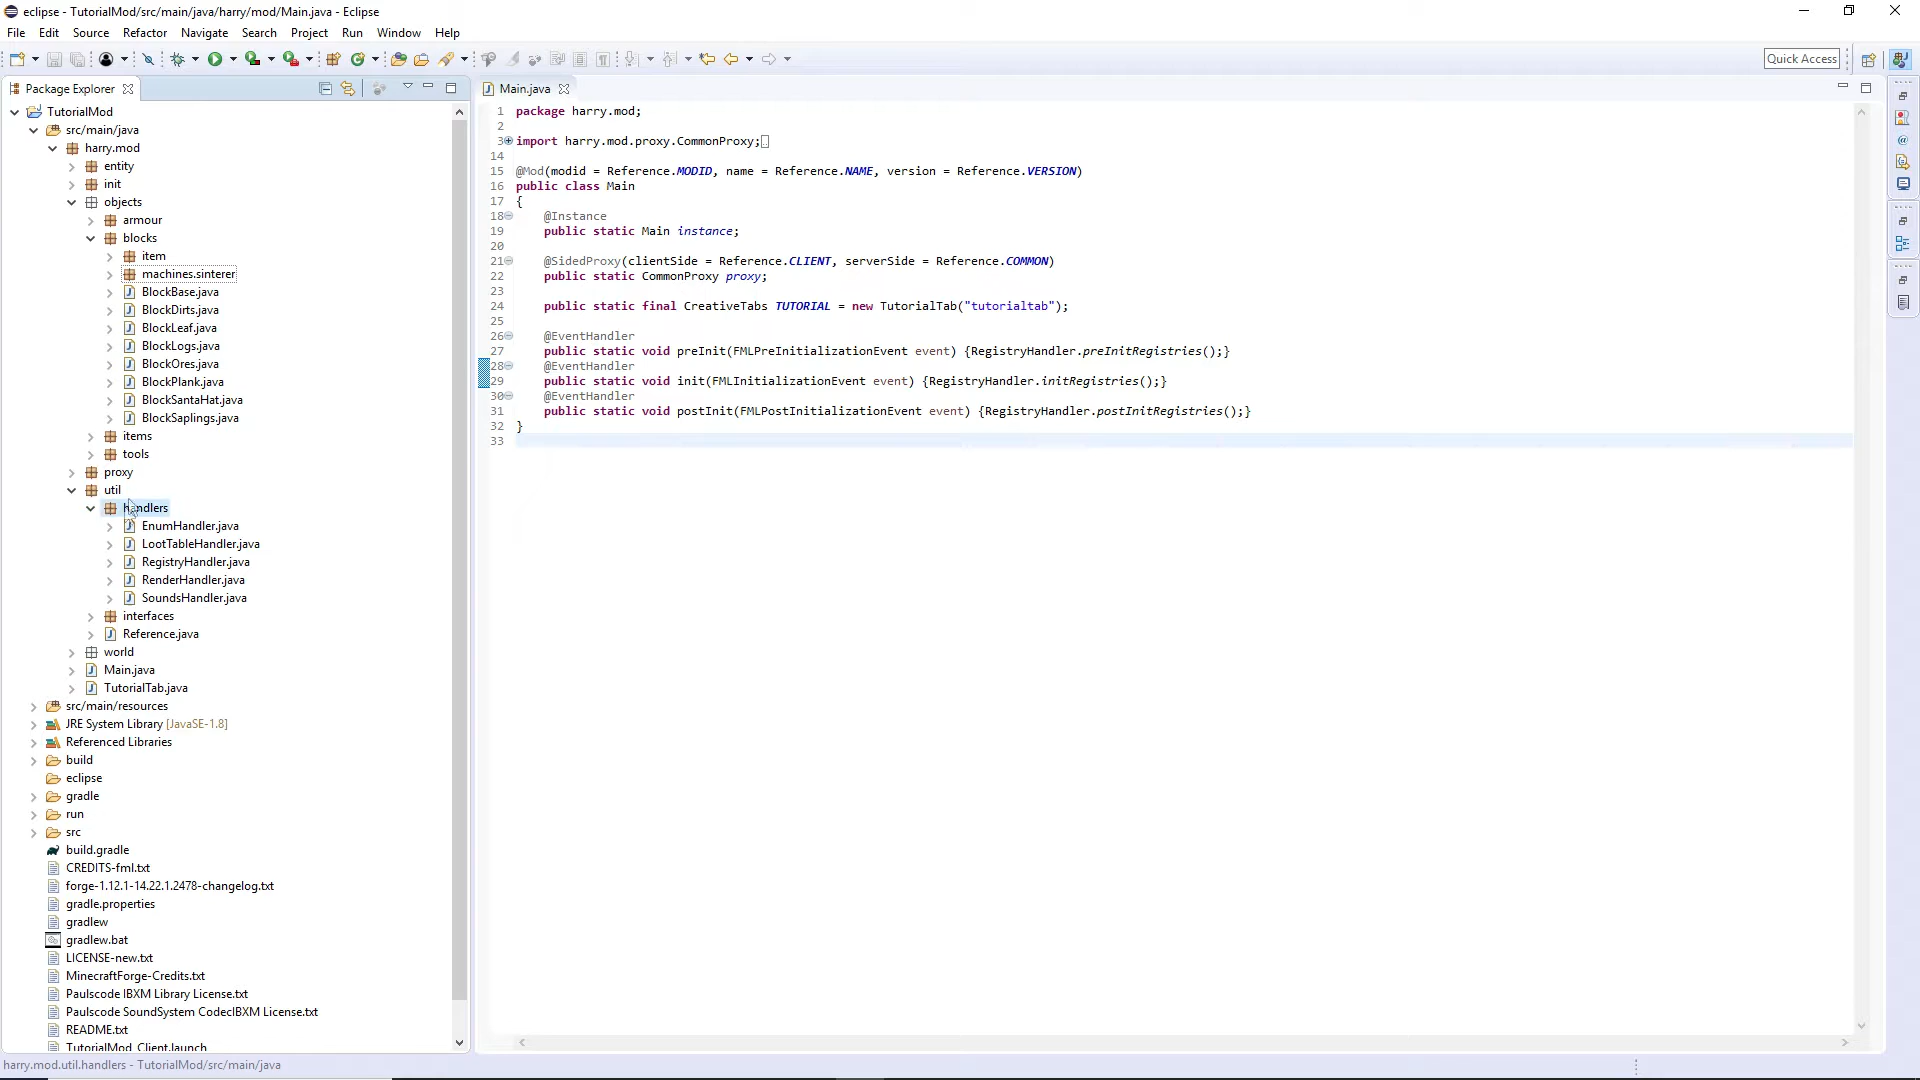 eclipse - TutorialMod/src/main/java/harry/mod/Main.java - Eclipse
File Edit Source Refactor Navigate Search Project Run Window Help
Quick Access
Package Explorer
Main.java
TutorialMod
src/main/java
harry.mod
entity
init
objects
armour
blocks
item
machines.sinterer
BlockBase.java
BlockDirts.java
BlockLeaf.java
BlockLogs.java
BlockOres.java
BlockPlank.java
BlockSantaHat.java
BlockSaplings.java
items
tools
proxy
util
handlers
EnumHandler.java
LootTableHandler.java
RegistryHandler.java
RenderHandler.java
SoundsHandler.java
interfaces
Reference.java
world
Main.java
TutorialTab.java
src/main/resources
JRE System Library [JavaSE-1.8]
Referenced Libraries
build
eclipse
gradle
run
src
build.gradle
CREDITS-fml.txt
forge-1.12.1-14.22.1.2478-changelog.txt
gradle.properties
gradlew
gradlew.bat
LICENSE-new.txt
MinecraftForge-Credits.txt
Paulscode IBXM Library License.txt
Paulscode SoundSystem CodecIBXM License.txt
README.txt
TutorialMod_Client.launch
1 package harry.mod;
2
3 import harry.mod.proxy.CommonProxy;
14
15 @Mod(modid = Reference.MODID, name = Reference.NAME, version = Reference.VERSION)
16 public class Main
17 {
18 @Instance
19 public static Main instance;
20
21 @SidedProxy(clientSide = Reference.CLIENT, serverSide = Reference.COMMON)
22 public static CommonProxy proxy;
23
24 public static final CreativeTabs TUTORIAL = new TutorialTab("tutorialtab");
25
26 @EventHandler
27 public static void preInit(FMLPreInitializationEvent event) {RegistryHandler.preInitRegistries();}
28 @EventHandler
29 public static void init(FMLInitializationEvent event) {RegistryHandler.initRegistries();}
30 @EventHandler
31 public static void postInit(FMLPostInitializationEvent event) {RegistryHandler.postInitRegistries();}
32 }
33
harry.mod.util.handlers - TutorialMod/src/main/java